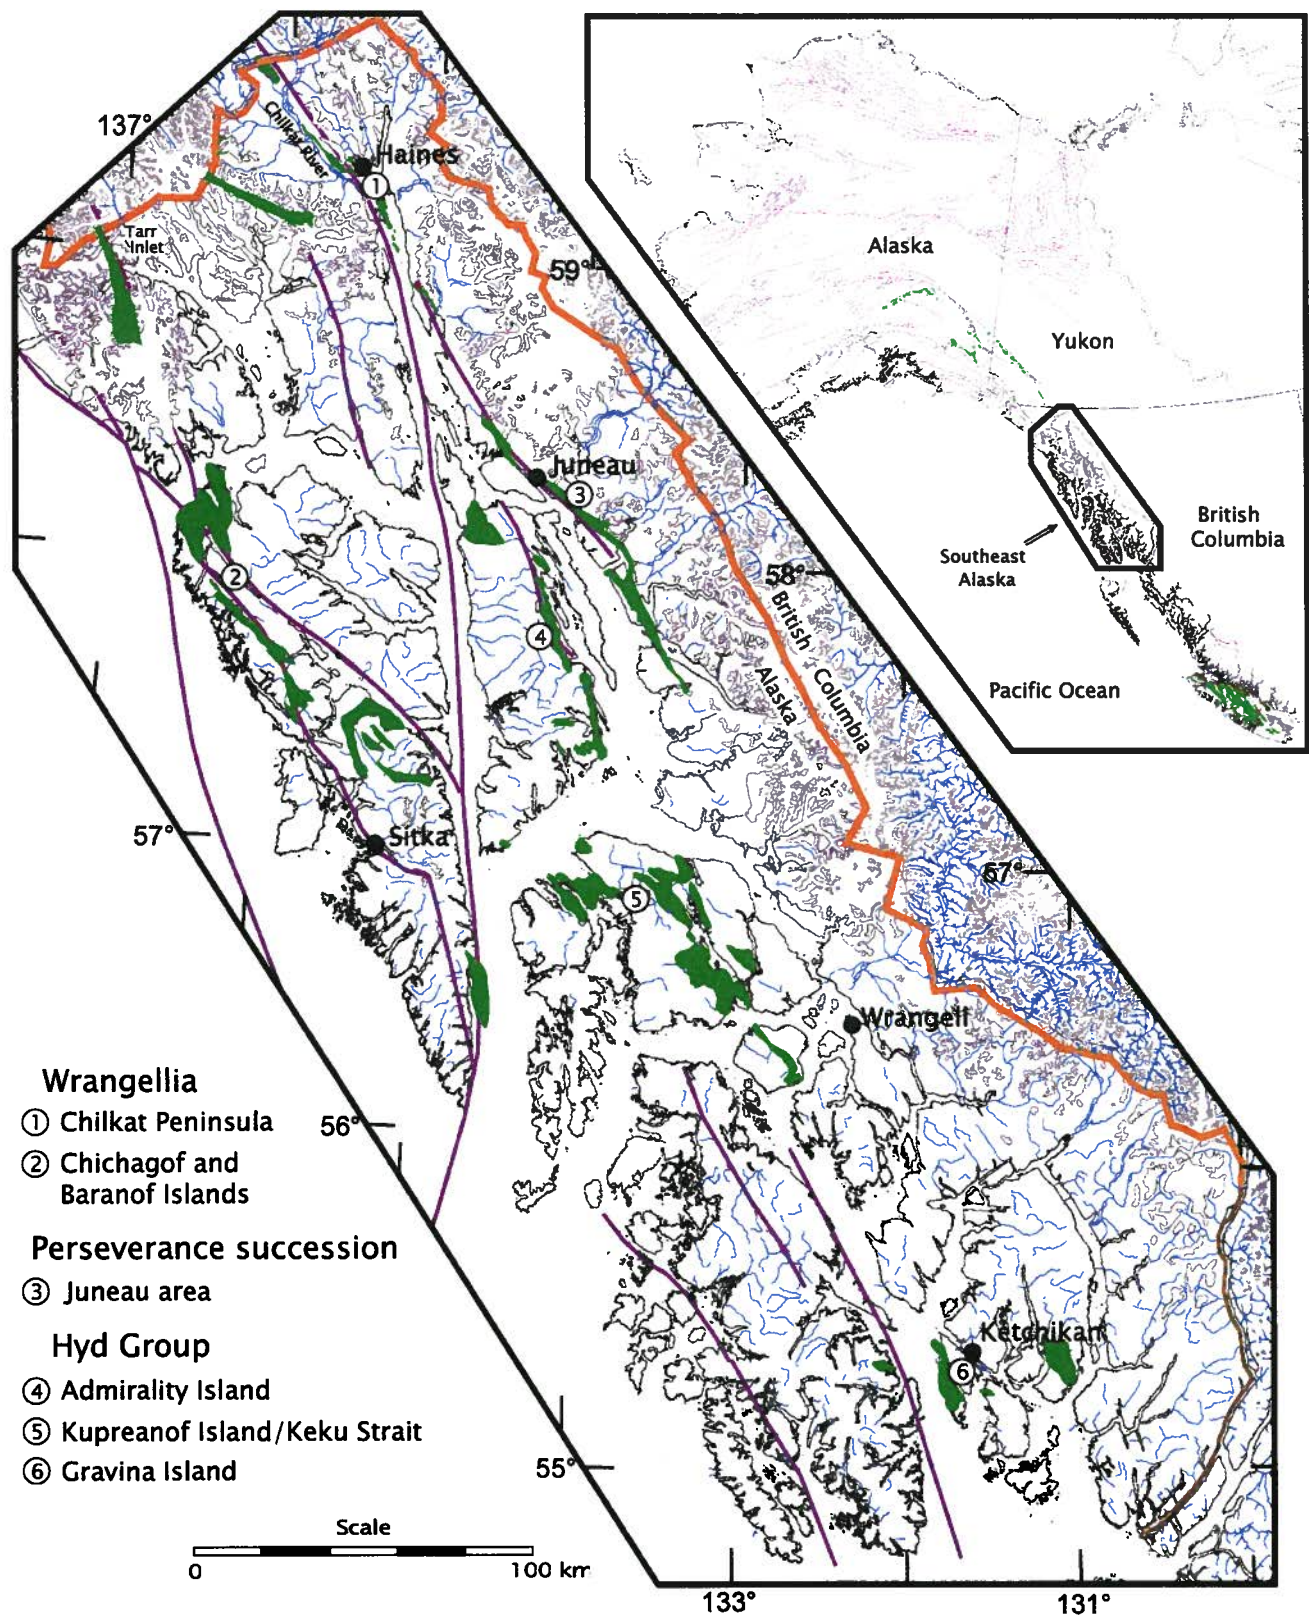 137°
Chilkat River
Haines
①
Tarr
Inlet
59°
Juneau
③
②
④
58°
British Columbia
Alaska
57°
Sitka
⑤
57°
Wrangell
56°
Ketchikan
⑥
55°
133°
131°
Alaska
Yukon
British
Columbia
Southeast
Alaska
Pacific Ocean
Wrangellia
① Chilkat Peninsula
② Chichagof and
Baranof Islands
Perseverance succession
③ Juneau area
Hyd Group
④ Admirality Island
⑤ Kupreanof Island/Keku Strait
⑥ Gravina Island
Scale
0 100 km